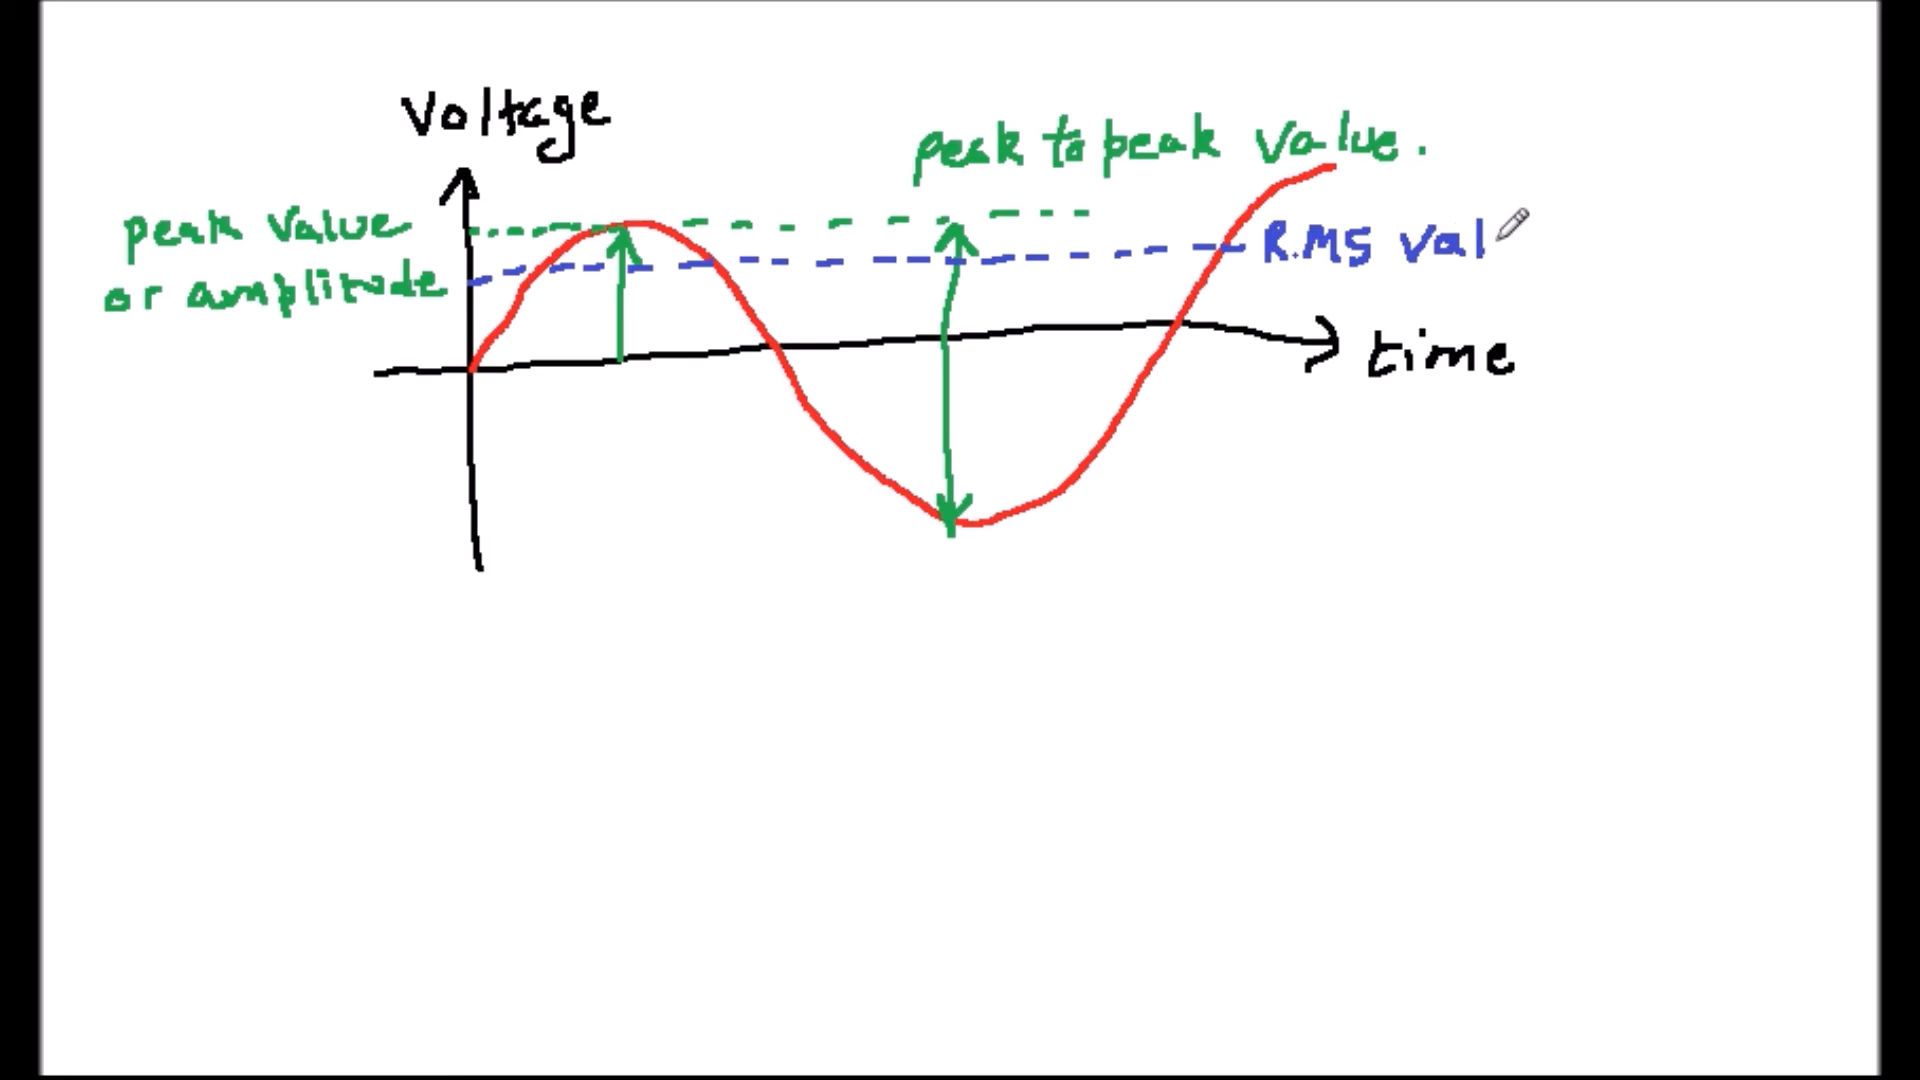 Voltage
peak to peak value.
peak value
or amplitude
R.MS val
time